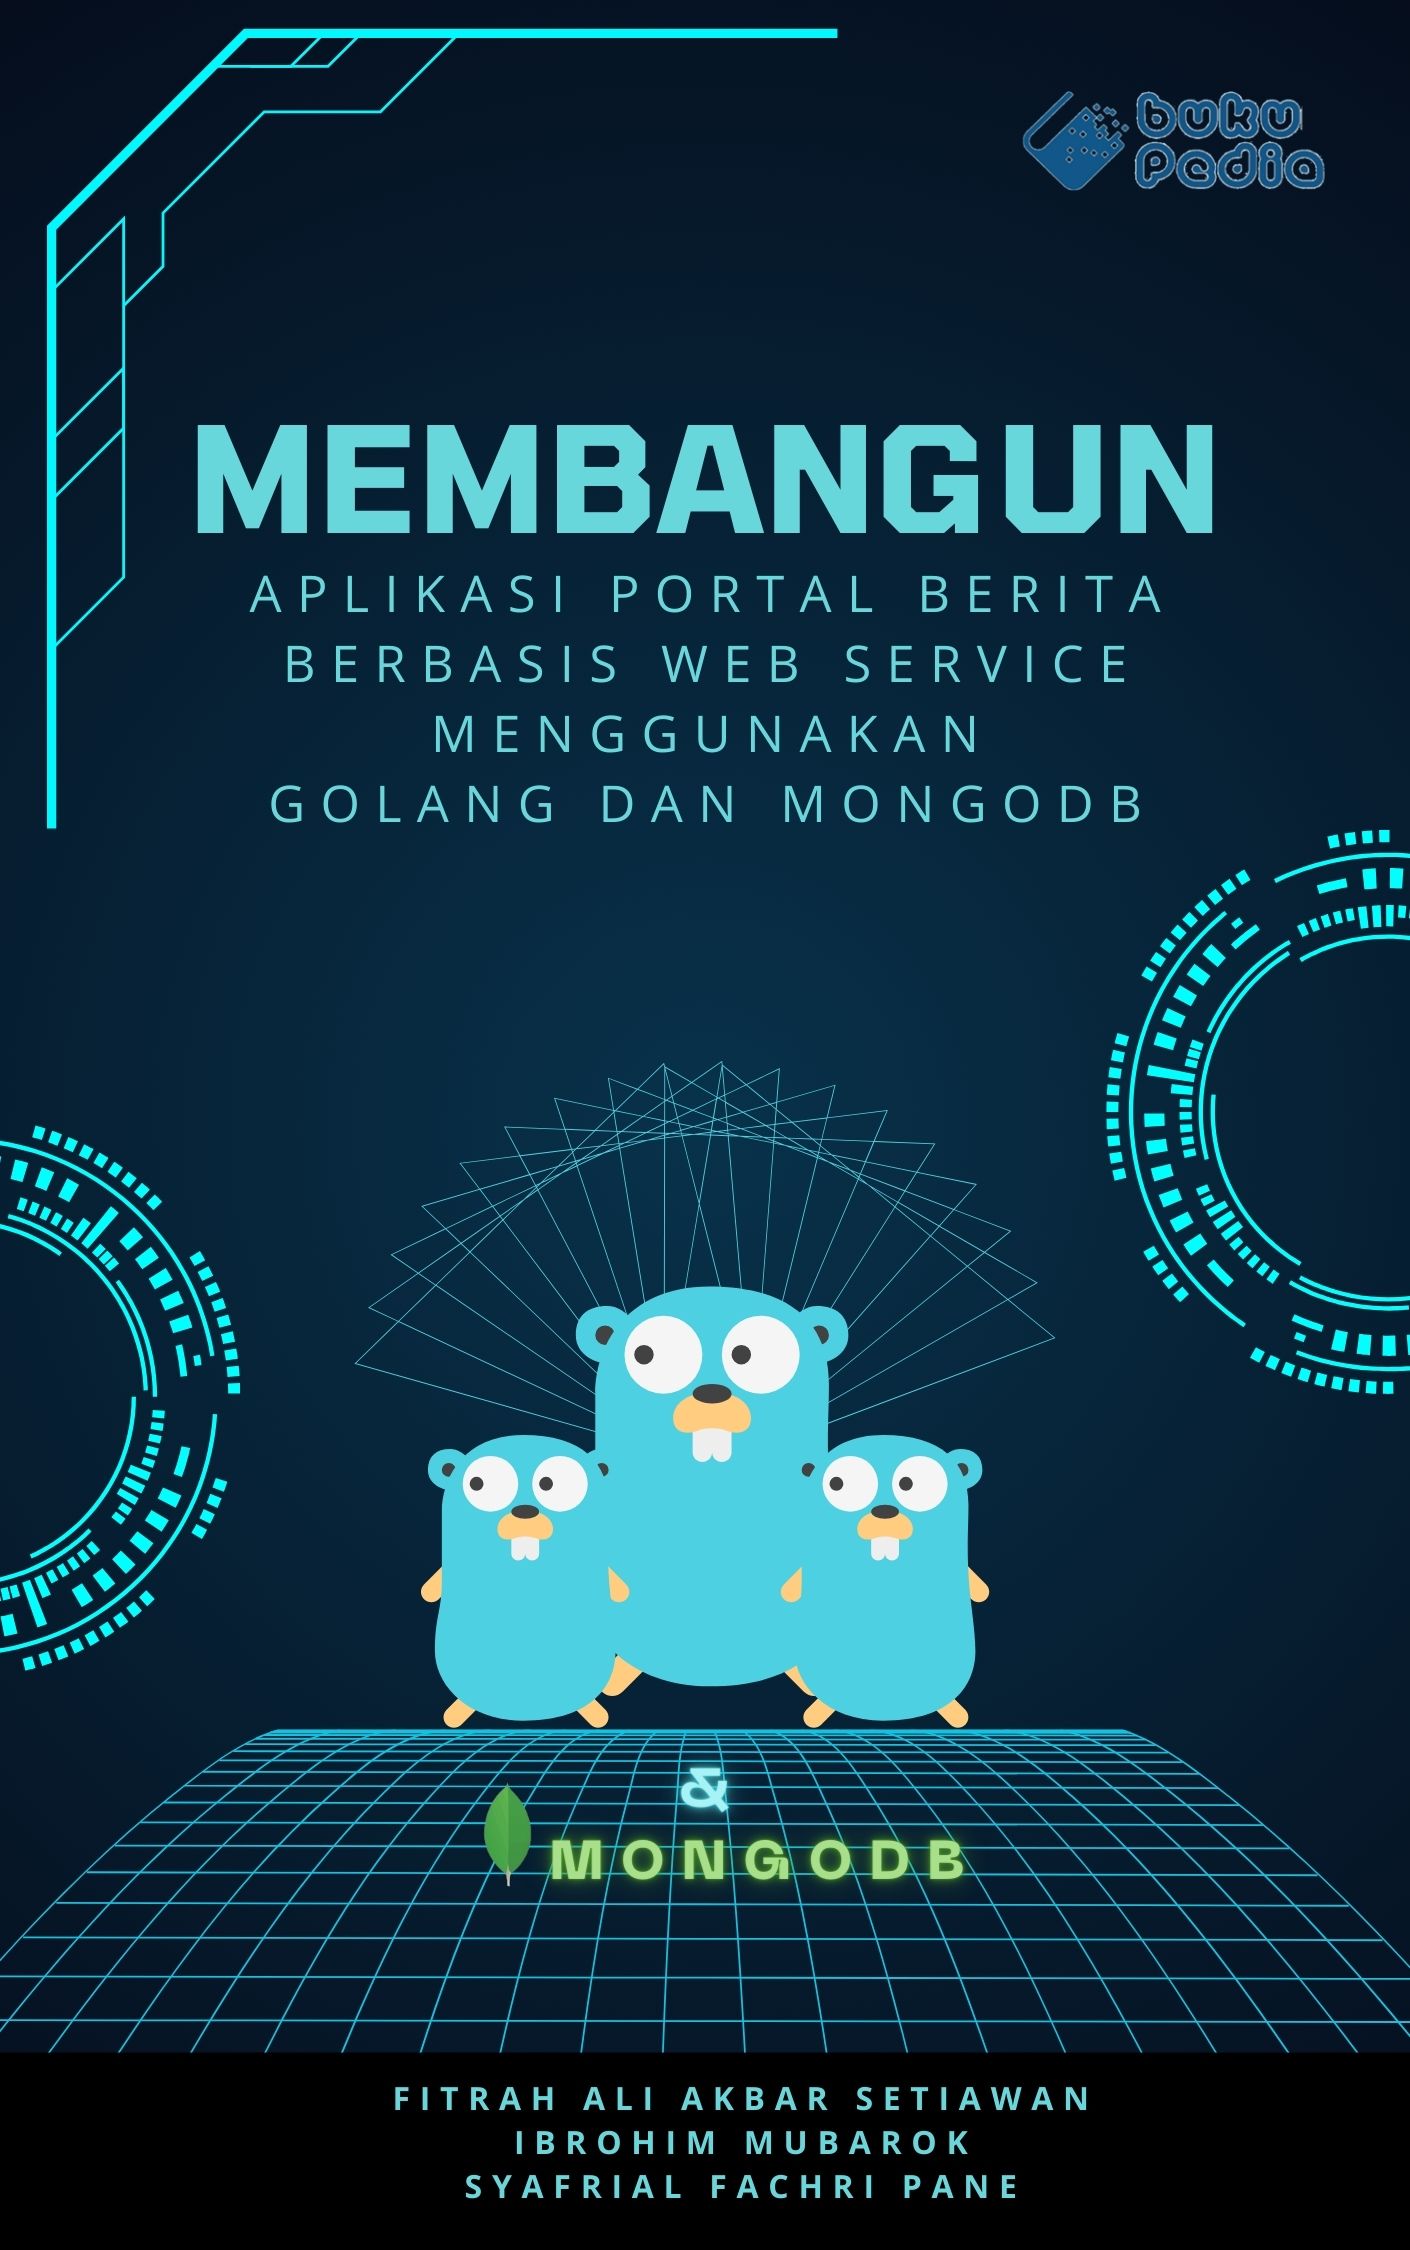 buku
Pedia
MEMBANGUN
APLIKASI PORTAL BERITA
BERBASIS WEB SERVICE
MENGGUNAKAN
GOLANG DAN MONGODB
&
MONGODB
FITRAH ALI AKBAR SETIAWAN
IBROHIM MUBAROK
SYAFRIAL FACHRI PANE